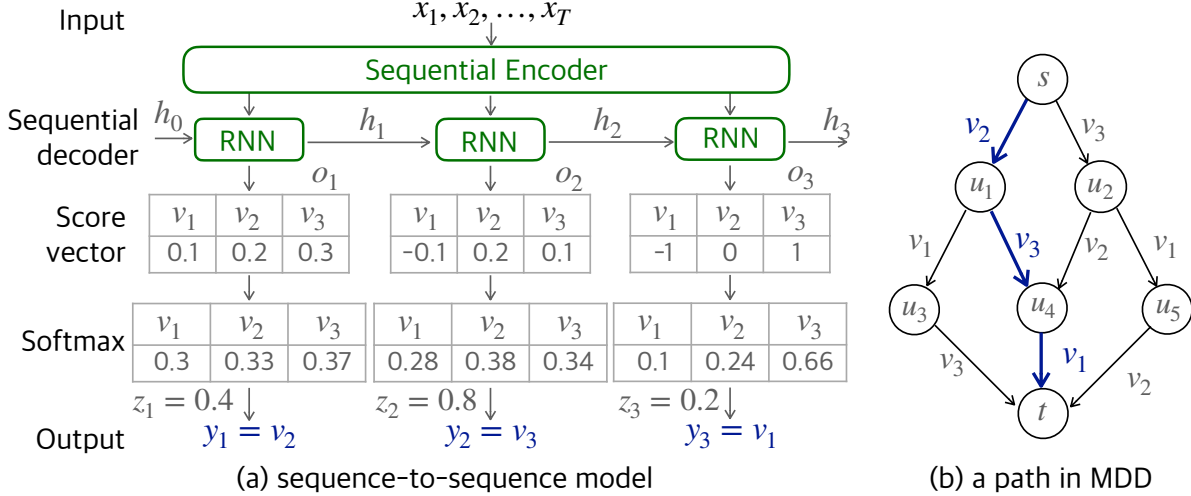 Input
x₁, x₂, …, x_T
Sequential Encoder
Sequential
decoder
h₀
RNN
h₁
RNN
h₂
RNN
h₃
o₁
o₂
o₃
Score
vector
v₁ v₂ v₃
0.1 0.2 0.3
v₁ v₂ v₃
-0.1 0.2 0.1
v₁ v₂ v₃
-1 0 1
Softmax
v₁ v₂ v₃
0.3 0.33 0.37
v₁ v₂ v₃
0.28 0.38 0.34
v₁ v₂ v₃
0.1 0.24 0.66
z₁ = 0.4
z₂ = 0.8
z₃ = 0.2
Output
y₁ = v₂
y₂ = v₃
y₃ = v₁
(a) sequence-to-sequence model
s
v₂
v₃
u₁
u₂
v₁
v₃
v₂
v₁
u₃
u₄
u₅
v₃
v₁
v₂
t
(b) a path in MDD